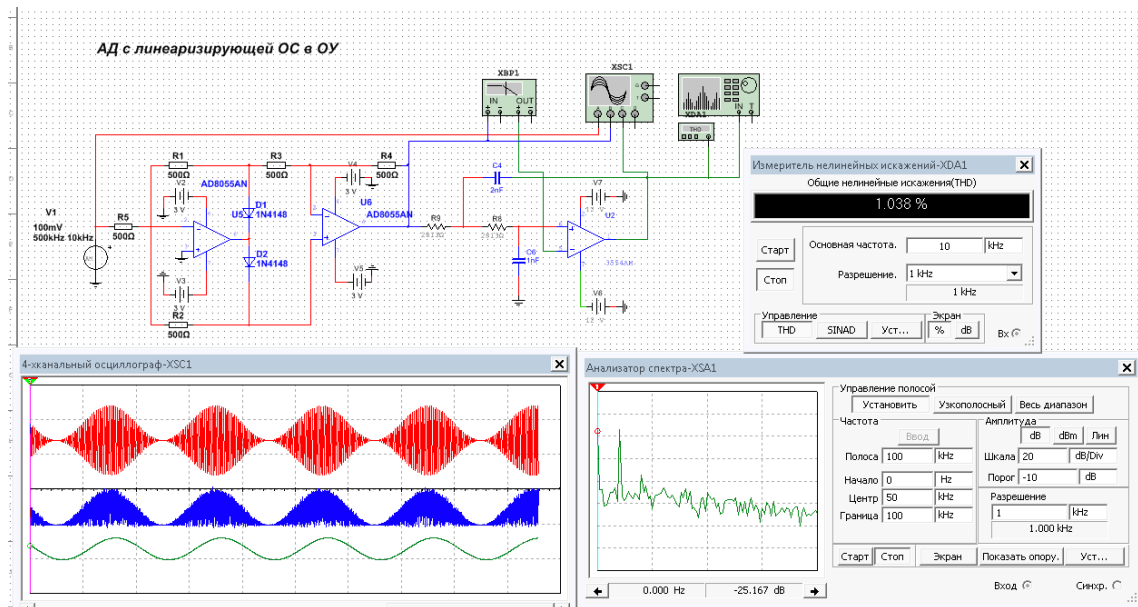 АД с линеаризирующей ОС в ОУ
XBP1
IN OUT
XSC1
XDA1
THD
IN T
R1
500Ω
R3
500Ω
R4
500Ω
V2
3 V
AD8055AN
U5
D1
1N4148
D2
1N4148
V4
3 V
U6
AD8055AN
V1
100mV
500kHz 10kHz
R5
500Ω
V3
3 V
R2
500Ω
V5
3 V
C4
2nF
R9
R8
C6
1nF
V7
12 V
U2
V6
12 V
Измеритель нелинейных искажений-XDA1
Общие нелинейные искажения(THD)
1.038 %
Старт
Стоп
Основная частота.
10
kHz
Разрешение.
1 kHz
1 kHz
Управление
THD
SINAD
Уст...
Экран
%
dB
Вх
4-хканальный осциллограф-XSC1
Анализатор спектра-XSA1
Управление полосой
Установить
Узкополосный
Весь диапазон
Частота
Ввод
Полоса 100 kHz
Начало 0 Hz
Центр 50 kHz
Граница 100 kHz
Амплитуда
dB
dBm
Лин
Шкала 20 dB/Div
Порог -10 dB
Разрешение
1 kHz
1.000 kHz
Старт
Стоп
Экран
Показать опору.
Уст...
0.000 Hz
-25.167 dB
Вход
Синхр.